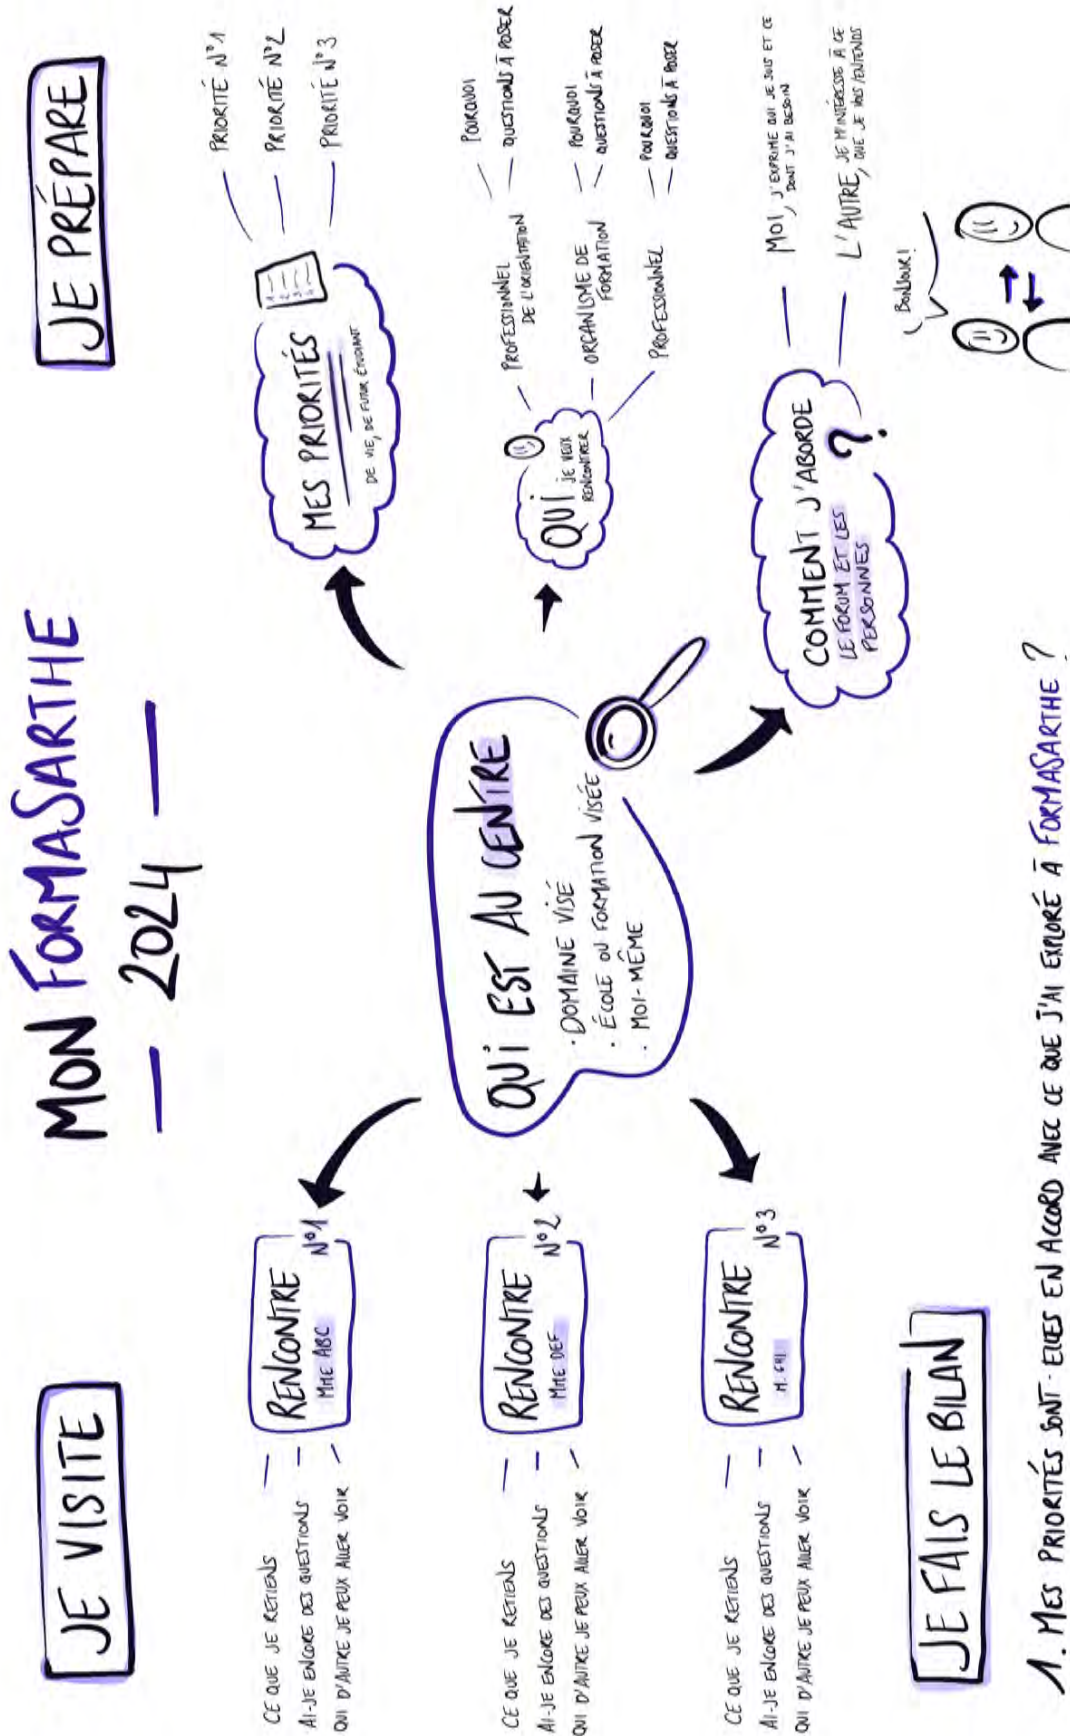 MON FORMASARTHE
— 2024 —
JE VISITE
RENCONTRE
MME ABC
N°1
CE QUE JE RETIENS
AI-JE ENCORE DES QUESTIONS
QUI D'AUTRE JE PEUX ALLER VOIR
RENCONTRE
MME DEF
N°2
CE QUE JE RETIENS
AI-JE ENCORE DES QUESTIONS
QUI D'AUTRE JE PEUX ALLER VOIR
RENCONTRE
M. GHI
N°3
CE QUE JE RETIENS
AI-JE ENCORE DES QUESTIONS
QUI D'AUTRE JE PEUX ALLER VOIR
QUI EST AU CENTRE
· DOMAINE VISÉ
· ÉCOLE OU FORMATION VISÉE
· MOI-MÊME
JE PRÉPARE
MES PRIORITÉS
DE VIE, DE FUTUR ÉTUDIANT
PRIORITÉ N°1
PRIORITÉ N°2
PRIORITÉ N°3
QUI
JE VEUX
RENCONTRER
PROFESSIONNEL
DE L'ORIENTATION
POURQUOI
QUESTIONS À POSER
ORGANISME DE
FORMATION
POURQUOI
QUESTIONS À POSER
PROFESSIONNEL
POURQUOI
QUESTIONS À POSER
COMMENT J'ABORDE
LE FORUM ET LES
PERSONNES
?
MOI, J'EXPRIME QUI JE SUIS ET CE
DONT J'AI BESOIN
L'AUTRE, JE M'INTÉRESSE À CE
QUE JE VOIS/ENTENDS
BONJOUR!
JE FAIS LE BILAN
1. MES PRIORITÉS SONT-ELLES EN ACCORD AVEC CE QUE J'AI EXPLORÉ À FORMASARTHE ?